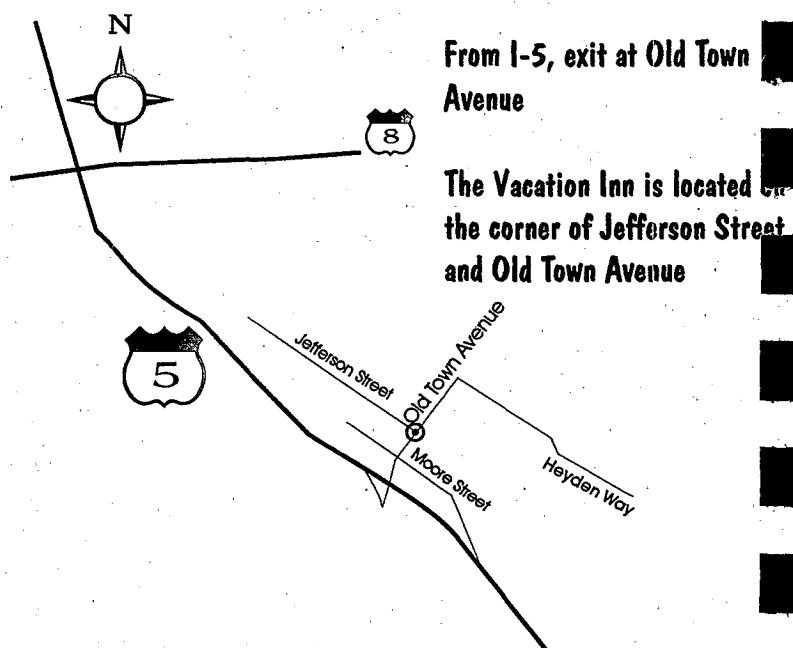 N
From I-5, exit at Old Town
Avenue
8
The Vacation Inn is located
the corner of Jefferson Street
and Old Town Avenue
5
Jefferson Street
Old Town Avenue
Moore Street
Heyden Way